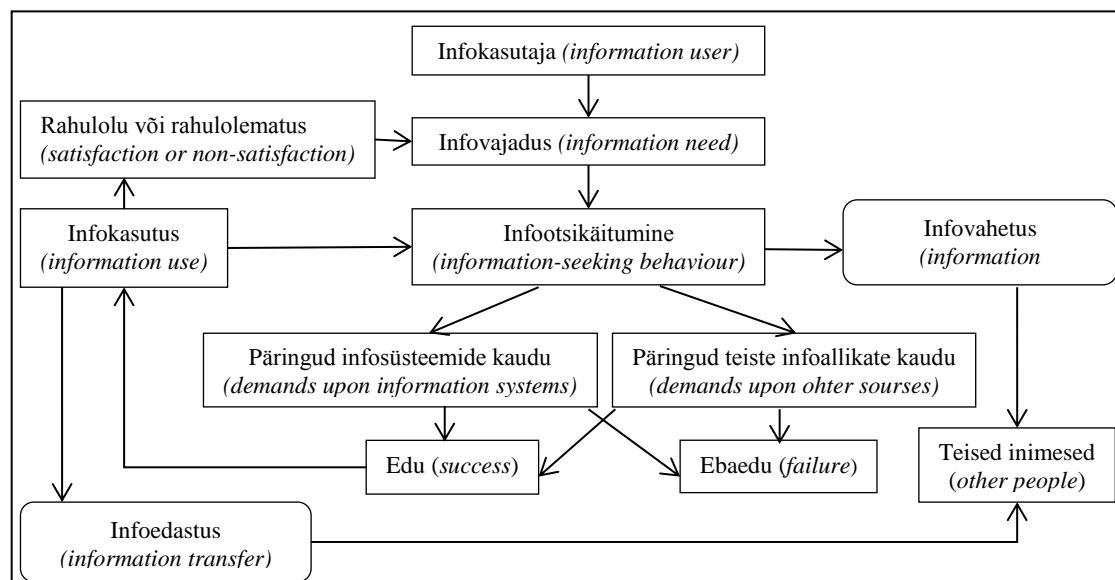 Infokasutaja (information user)
Rahulolu või rahulolematus
(satisfaction or non-satisfaction)
Infovajadus (information need)
Infokasutus
(information use)
Infootsikäitumine
(information-seeking behaviour)
Infovahetus
(information
Päringud infosüsteemide kaudu
(demands upon information systems)
Päringud teiste infoallikate kaudu
(demands upon ohter sourses)
Edu (success)
Ebaedu (failure)
Teised inimesed
(other people)
Infoedastus
(information transfer)